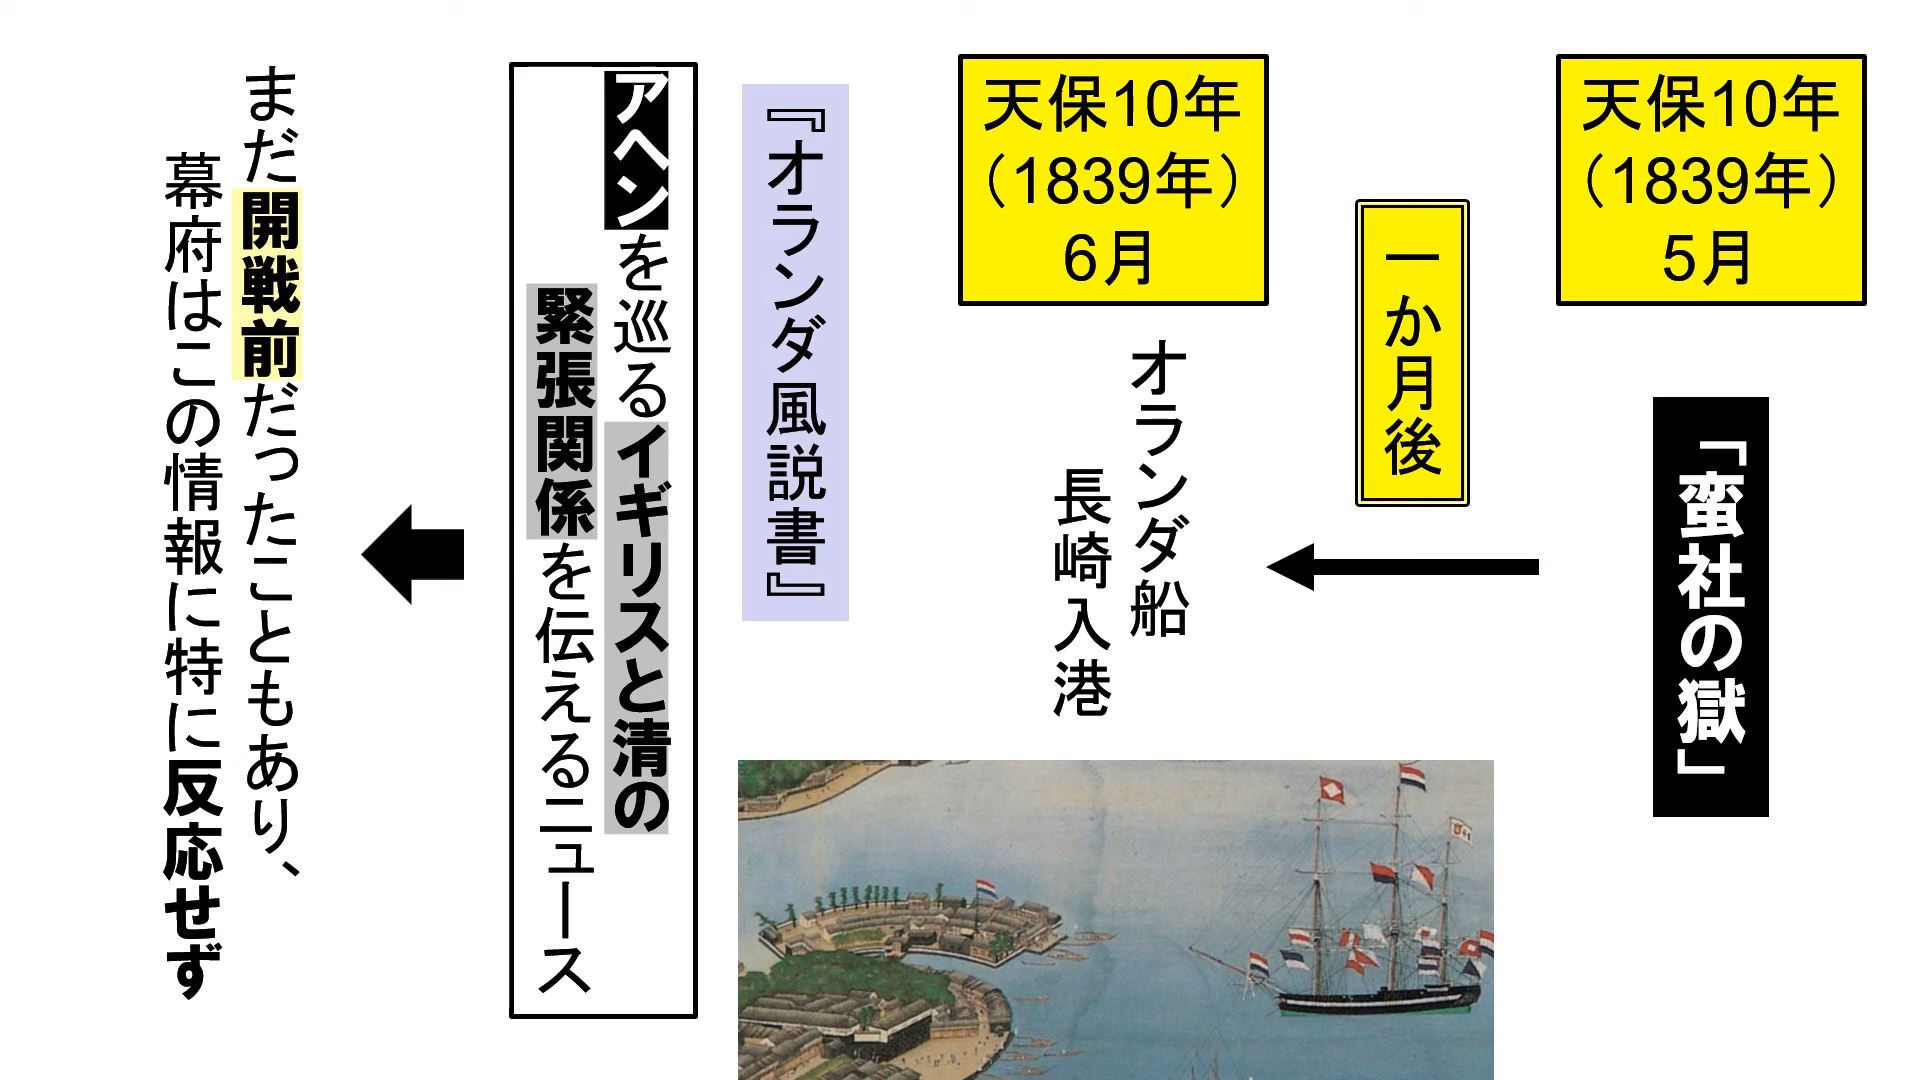 天保10年
（1839年）
5月
「蛮社の獄」
一か月後
天保10年
（1839年）
6月
オランダ船
長崎入港
『オランダ風説書』
アヘンを巡るイギリスと清の
緊張関係を伝えるニュース
まだ開戦前だったこともあり、
幕府はこの情報に特に反応せず